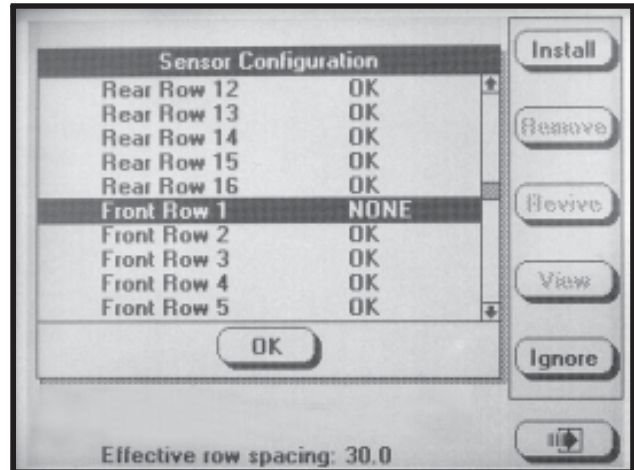 Sensor Configuration
Rear Row 12 OK
Rear Row 13 OK
Rear Row 14 OK
Rear Row 15 OK
Rear Row 16 OK
Front Row 1 NONE
Front Row 2 OK
Front Row 3 OK
Front Row 4 OK
Front Row 5 OK
OK
Effective row spacing: 30.0
Install
Remove
Revive
View
Ignore